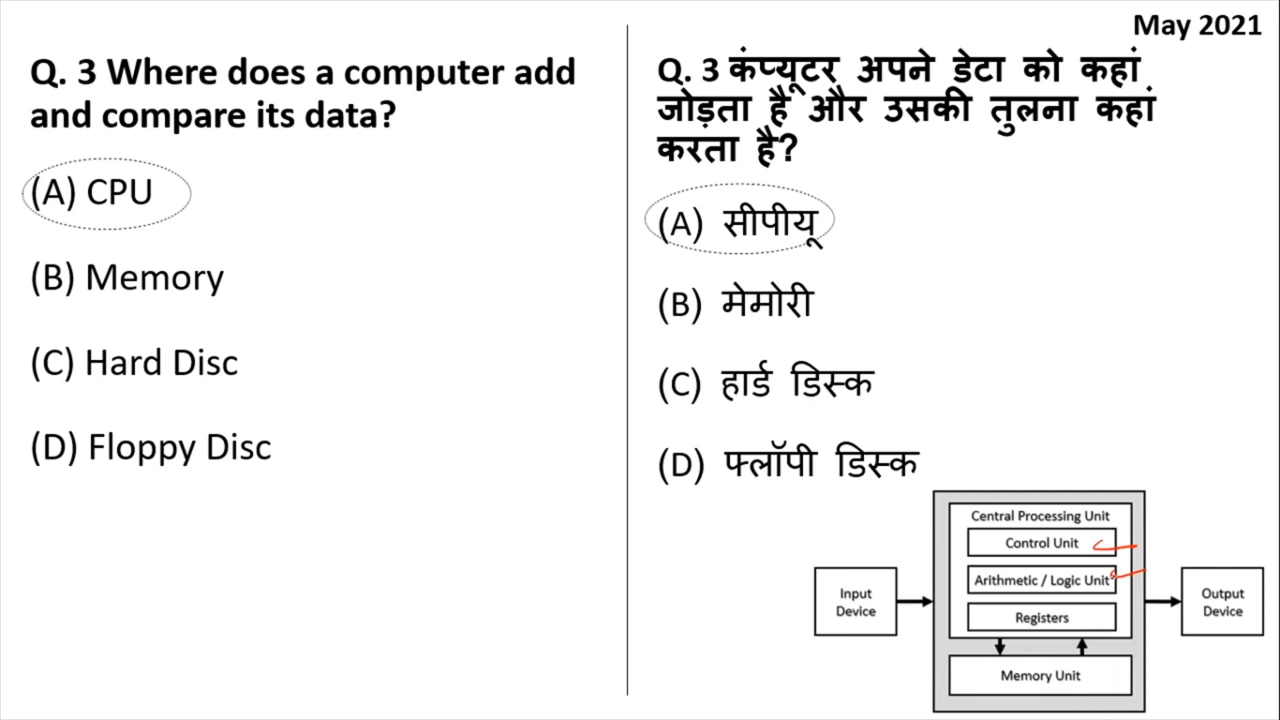 May 2021
Q. 3 Where does a computer add
and compare its data?
(A) CPU
(B) Memory
(C) Hard Disc
(D) Floppy Disc
Q. 3 कंप्यूटर अपने डेटा को कहां
जोड़ता है और उसकी तुलना कहां
करता है?
(A) सीपीयू
(B) मेमोरी
(C) हार्ड डिस्क
(D) फ्लॉपी डिस्क
Central Processing Unit
Control Unit
Arithmetic / Logic Unit
Registers
Memory Unit
Input
Device
Output
Device